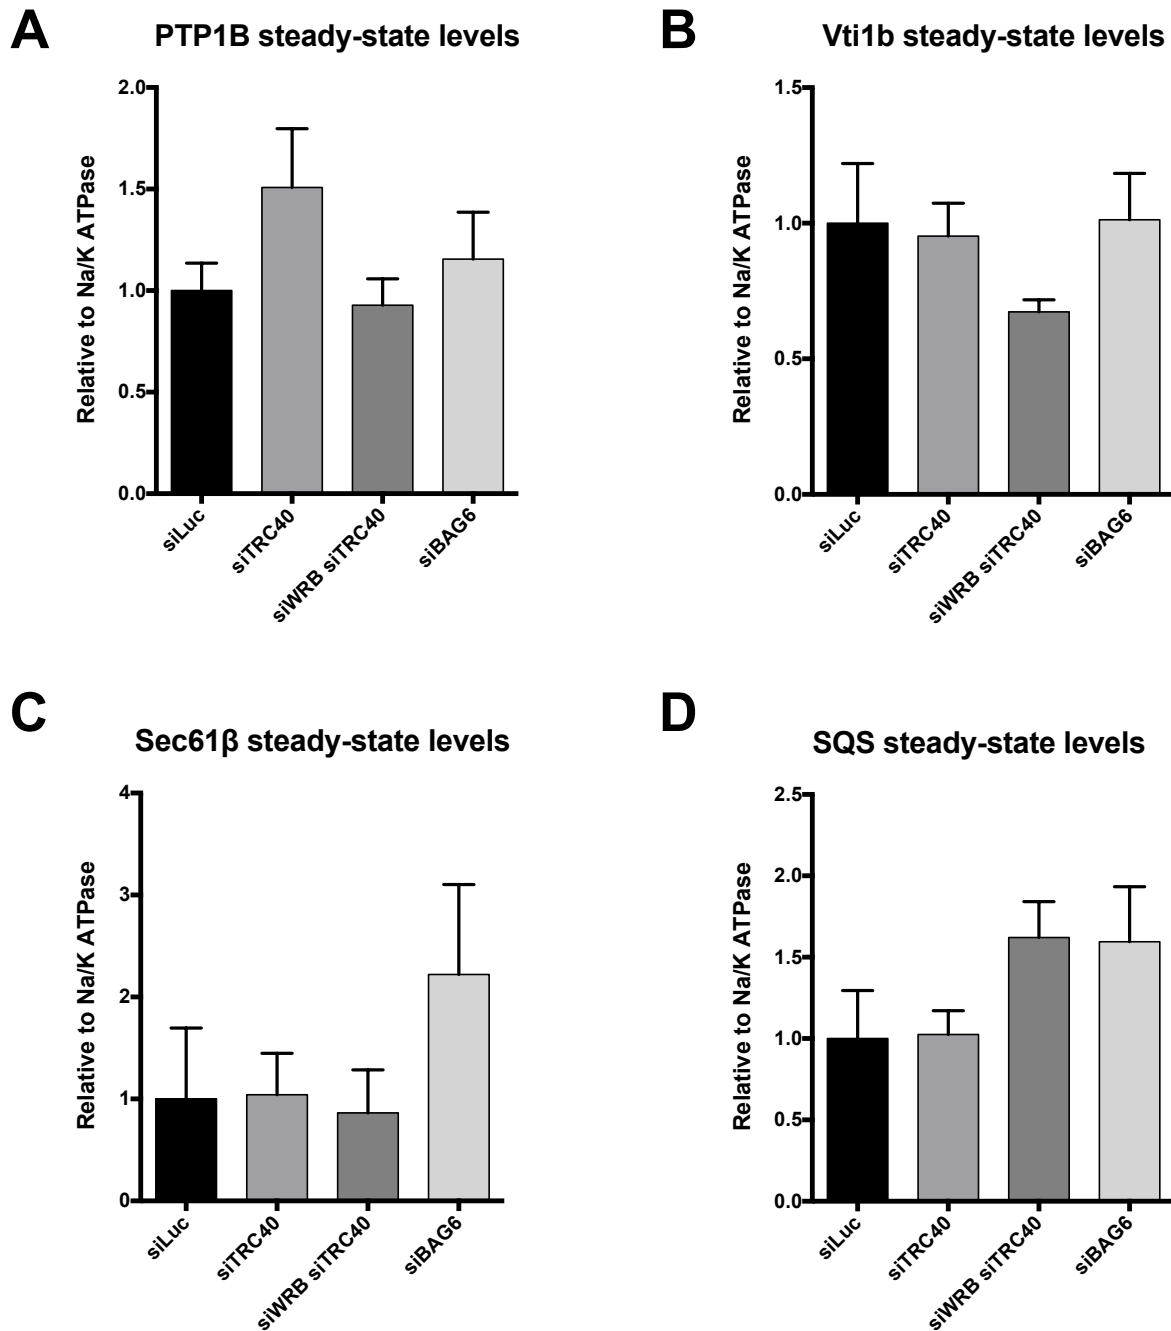 A
PTP1B steady-state levels
Relative to Na/K ATPase
2.0
1.5
1.0
0.5
0.0
siLuc
siTRC40
siWRB siTRC40
siBAG6
B
Vti1b steady-state levels
Relative to Na/K ATPase
1.5
1.0
0.5
0.0
siLuc
siTRC40
siWRB siTRC40
siBAG6
C
Sec61β steady-state levels
Relative to Na/K ATPase
4
3
2
1
0
siLuc
siTRC40
siWRB siTRC40
siBAG6
D
SQS steady-state levels
Relative to Na/K ATPase
2.5
2.0
1.5
1.0
0.5
0.0
siLuc
siTRC40
siWRB siTRC40
siBAG6